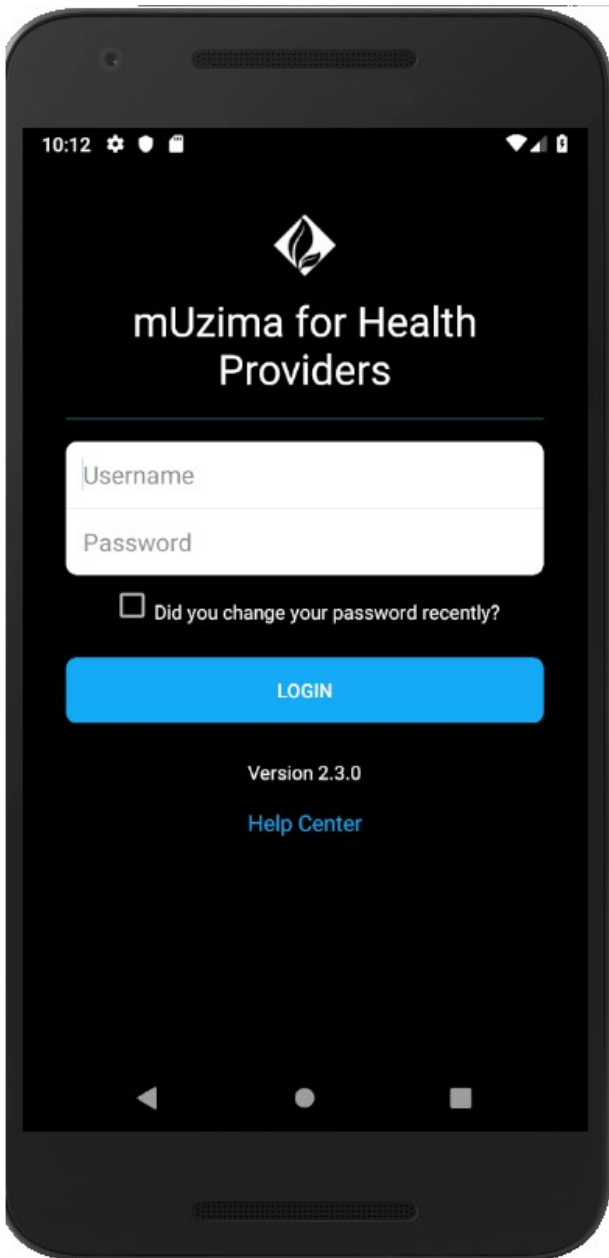 10:12
mUzima for Health
Providers
Username
Password
Did you change your password recently?
LOGIN
Version 2.3.0
Help Center